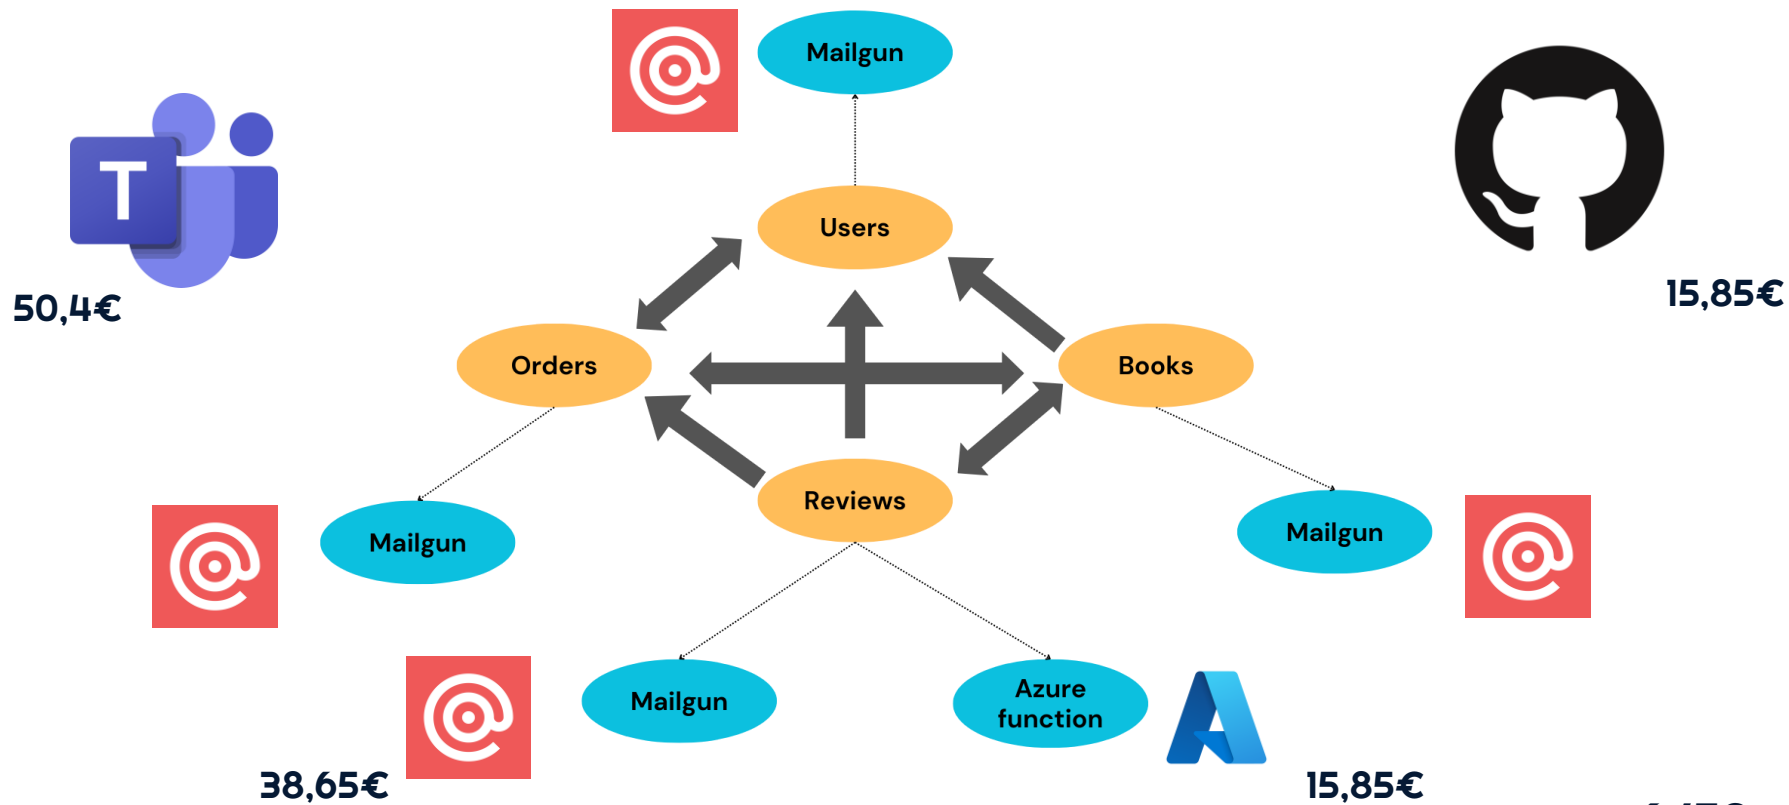 Mailgun
T
Users
50,4€
15,85€
Orders
Books
Reviews
Mailgun
Mailgun
Mailgun
Azure
function
38,65€
15,85€